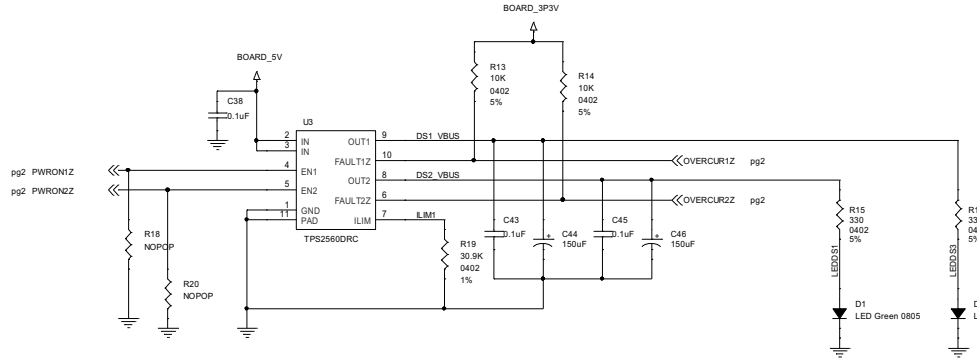 BOARD_3P3V
BOARD_5V
R13
10K
0402
5%
R14
10K
0402
5%
C38
0.1uF
U3
2
IN
3
IN
4
EN1
5
EN2
1
GND
11
PAD
OUT1
9
FAULT1Z
10
OUT2
8
FAULT2Z
6
ILIM
7
TPS2560DRC
DS1_VBUS
DS2_VBUS
ILIM1
pg2 PWRON1Z
pg2 PWRON2Z
OVERCUR1Z pg2
OVERCUR2Z pg2
R18
NOPOP
R20
NOPOP
R19
30.9K
0402
1%
C43
0.1uF
C44
150uF
C45
0.1uF
C46
150uF
R15
330
0402
5%
LEDDS1
D1
LED Green 0805
LEDDS3
5%